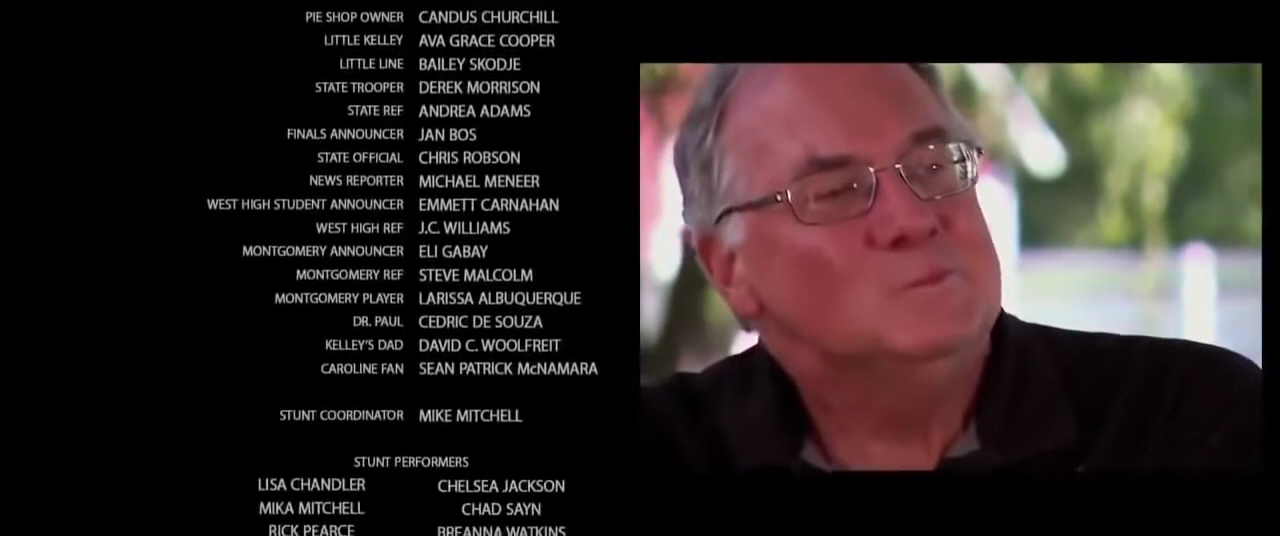 PIE SHOP OWNER CANDUS CHURCHILL
LITTLE KELLEY AVA GRACE COOPER
LITTLE LINE BAILEY SKODJE
STATE TROOPER DEREK MORRISON
STATE REF ANDREA ADAMS
FINALS ANNOUNCER JAN BOS
STATE OFFICIAL CHRIS ROBSON
NEWS REPORTER MICHAEL MENEER
WEST HIGH STUDENT ANNOUNCER EMMETT CARNAHAN
WEST HIGH REF J.C. WILLIAMS
MONTGOMERY ANNOUNCER ELI GABAY
MONTGOMERY REF STEVE MALCOLM
MONTGOMERY PLAYER LARISSA ALBUQUERQUE
DR. PAUL CEDRIC DE SOUZA
KELLEY'S DAD DAVID C. WOOLFREIT
CAROLINE FAN SEAN PATRICK McNAMARA
STUNT COORDINATOR MIKE MITCHELL
STUNT PERFORMERS
LISA CHANDLER CHELSEA JACKSON
MIKA MITCHELL CHAD SAYN
RICK PEARCE BREANNA WATKINS